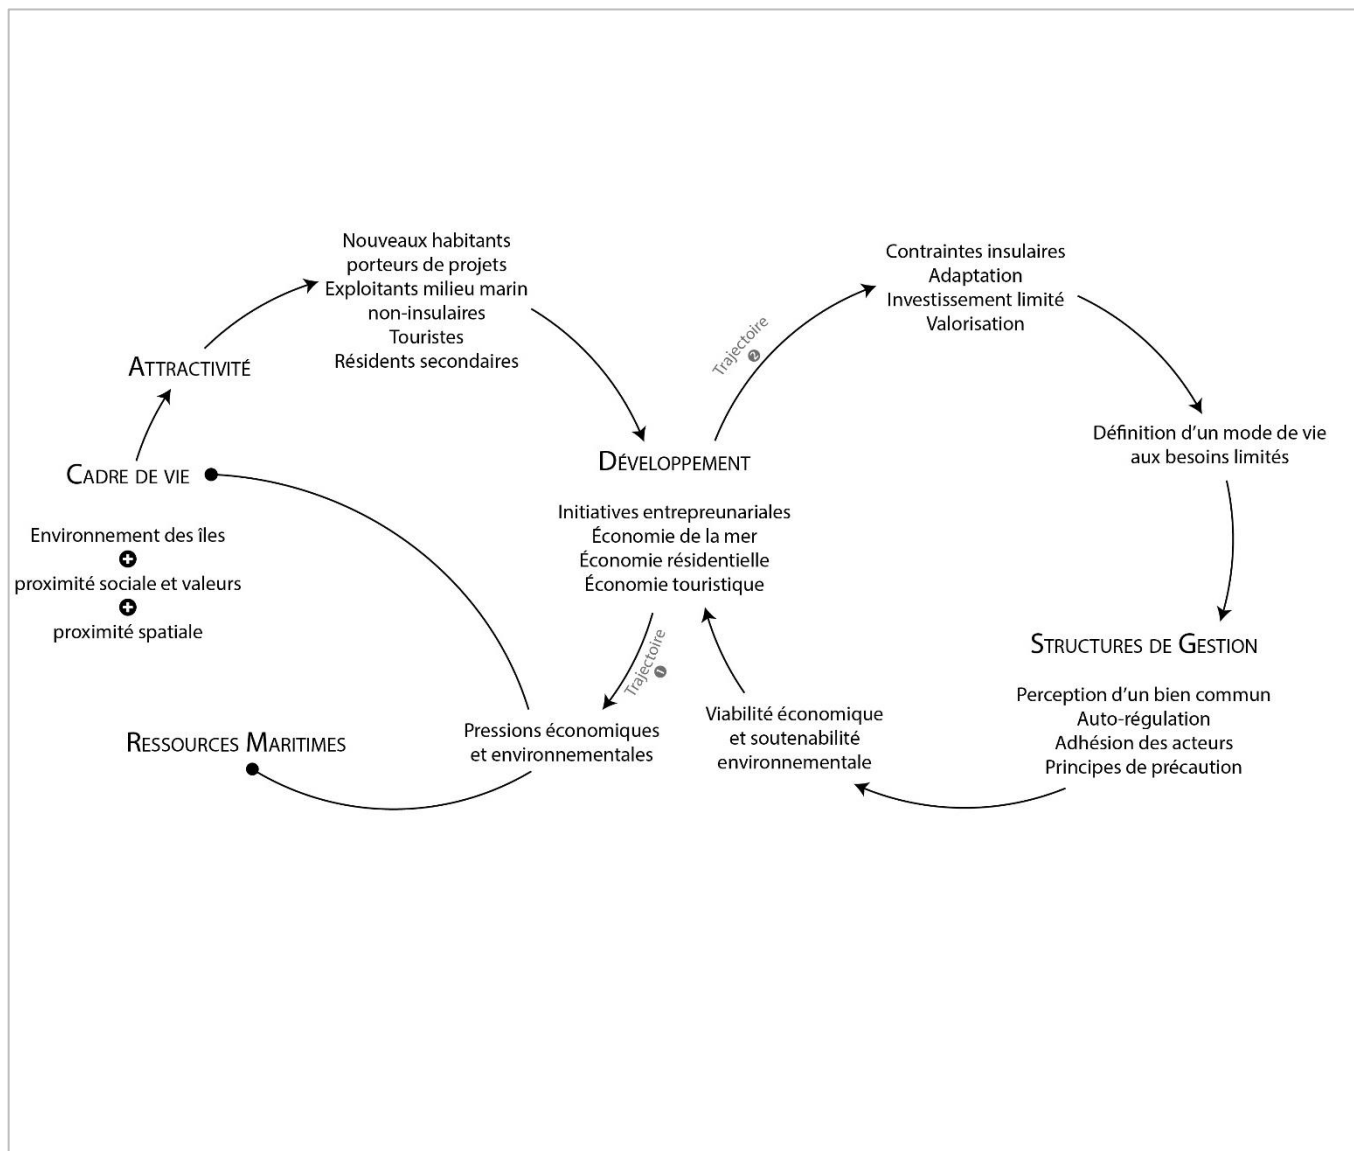 Nouveaux habitants
porteurs de projets
Exploitants milieu marin
non-insulaires
Touristes
Résidents secondaires
ATTRACTIVITÉ
CADRE DE VIE
Environnement des îles
proximité sociale et valeurs
proximité spatiale
RESSOURCES MARITIMES
DÉVELOPPEMENT
Initiatives entrepreunariales
Économie de la mer
Économie résidentielle
Économie touristique
Trajectoire 1
Pressions économiques
et environnementales
Trajectoire 2
Contraintes insulaires
Adaptation
Investissement limité
Valorisation
Définition d’un mode de vie
aux besoins limités
STRUCTURES DE GESTION
Perception d’un bien commun
Auto-régulation
Adhésion des acteurs
Principes de précaution
Viabilité économique
et soutenabilité
environnementale